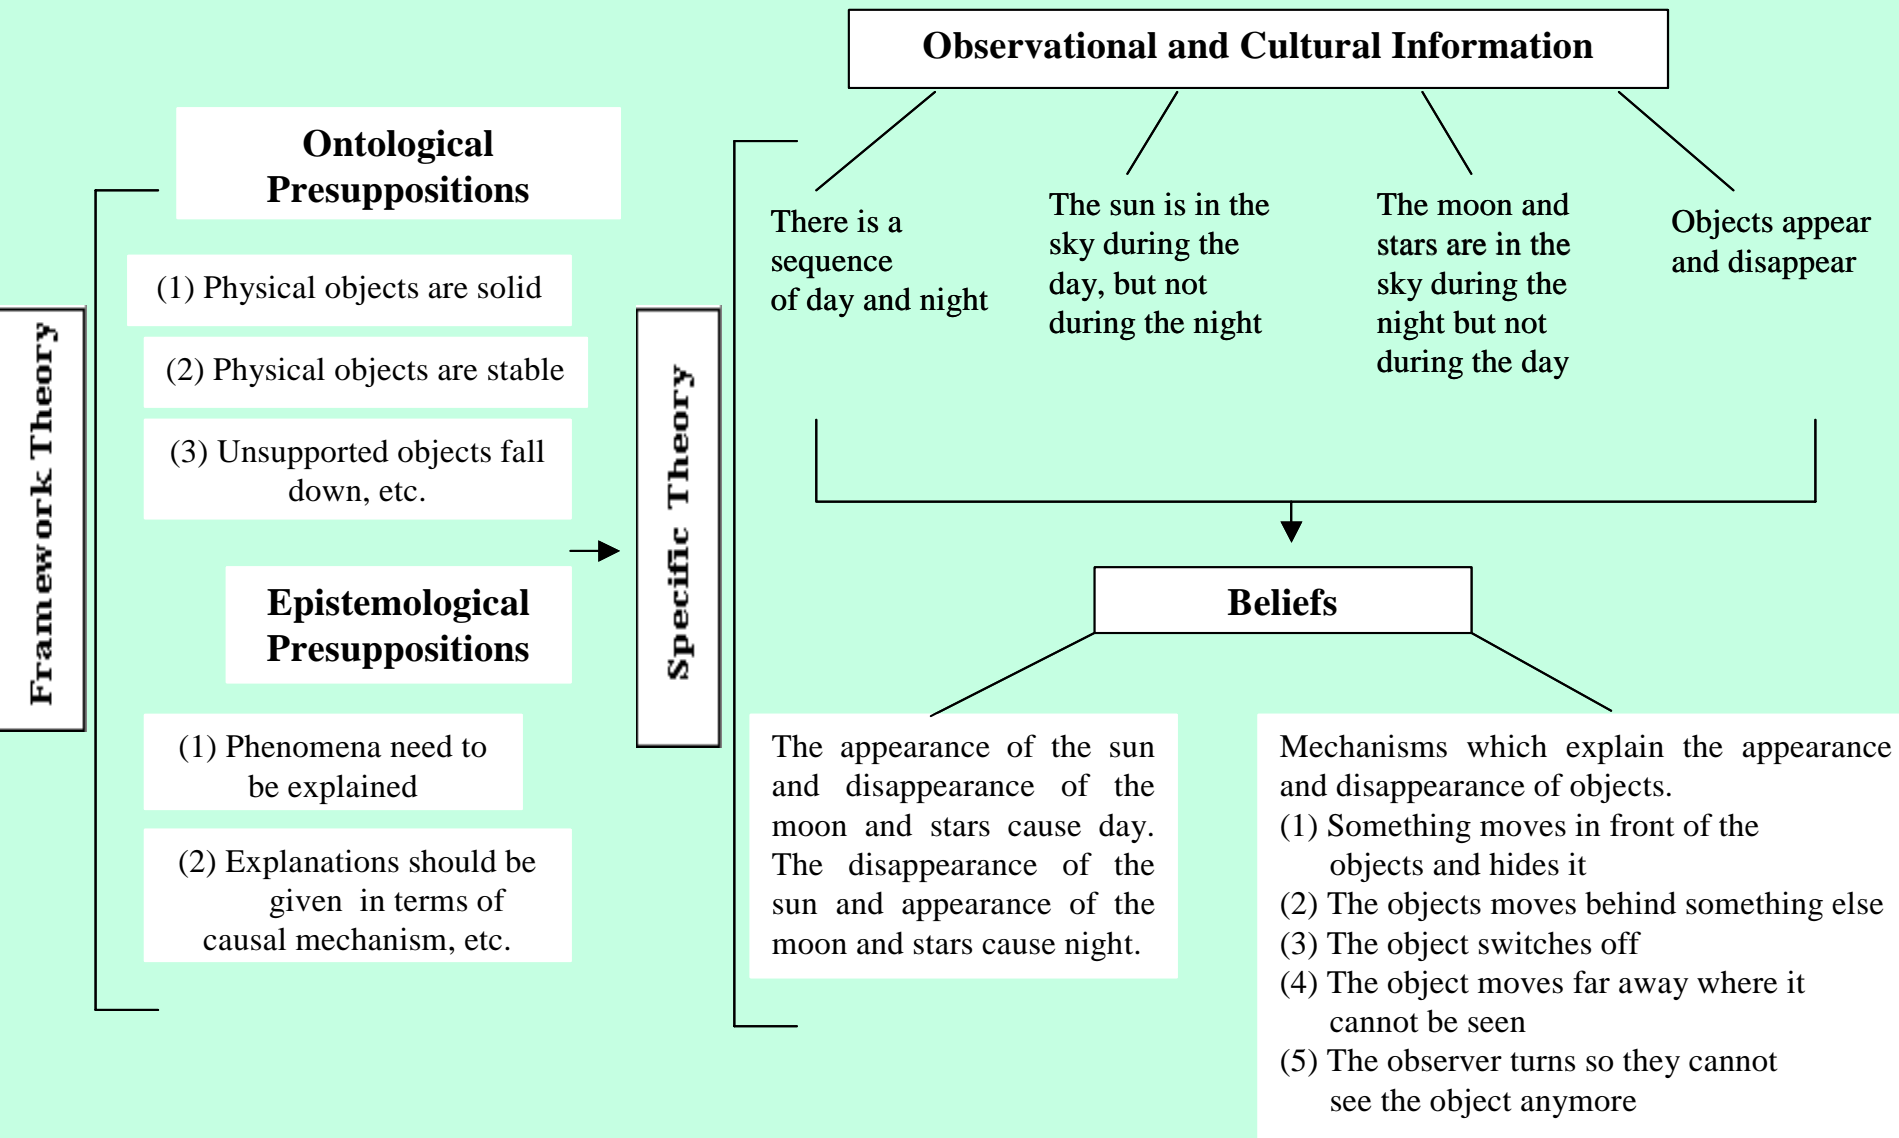 Framework Theory
Ontological
Presuppositions
(1) Physical objects are solid
(2) Physical objects are stable
(3) Unsupported objects fall
down, etc.
Epistemological
Presuppositions
(1) Phenomena need to
be explained
(2) Explanations should be
given in terms of
causal mechanism, etc.
Specific Theory
Observational and Cultural Information
There is a
sequence
of day and night
The sun is in the
sky during the
day, but not
during the night
The moon and
stars are in the
sky during the
night but not
during the day
Objects appear
and disappear
Beliefs
The appearance of the sun
and disappearance of the
moon and stars cause day.
The disappearance of the
sun and appearance of the
moon and stars cause night.
Mechanisms which explain the appearance
and disappearance of objects.
(1) Something moves in front of the
objects and hides it
(2) The objects moves behind something else
(3) The object switches off
(4) The object moves far away where it
cannot be seen
(5) The observer turns so they cannot
see the object anymore